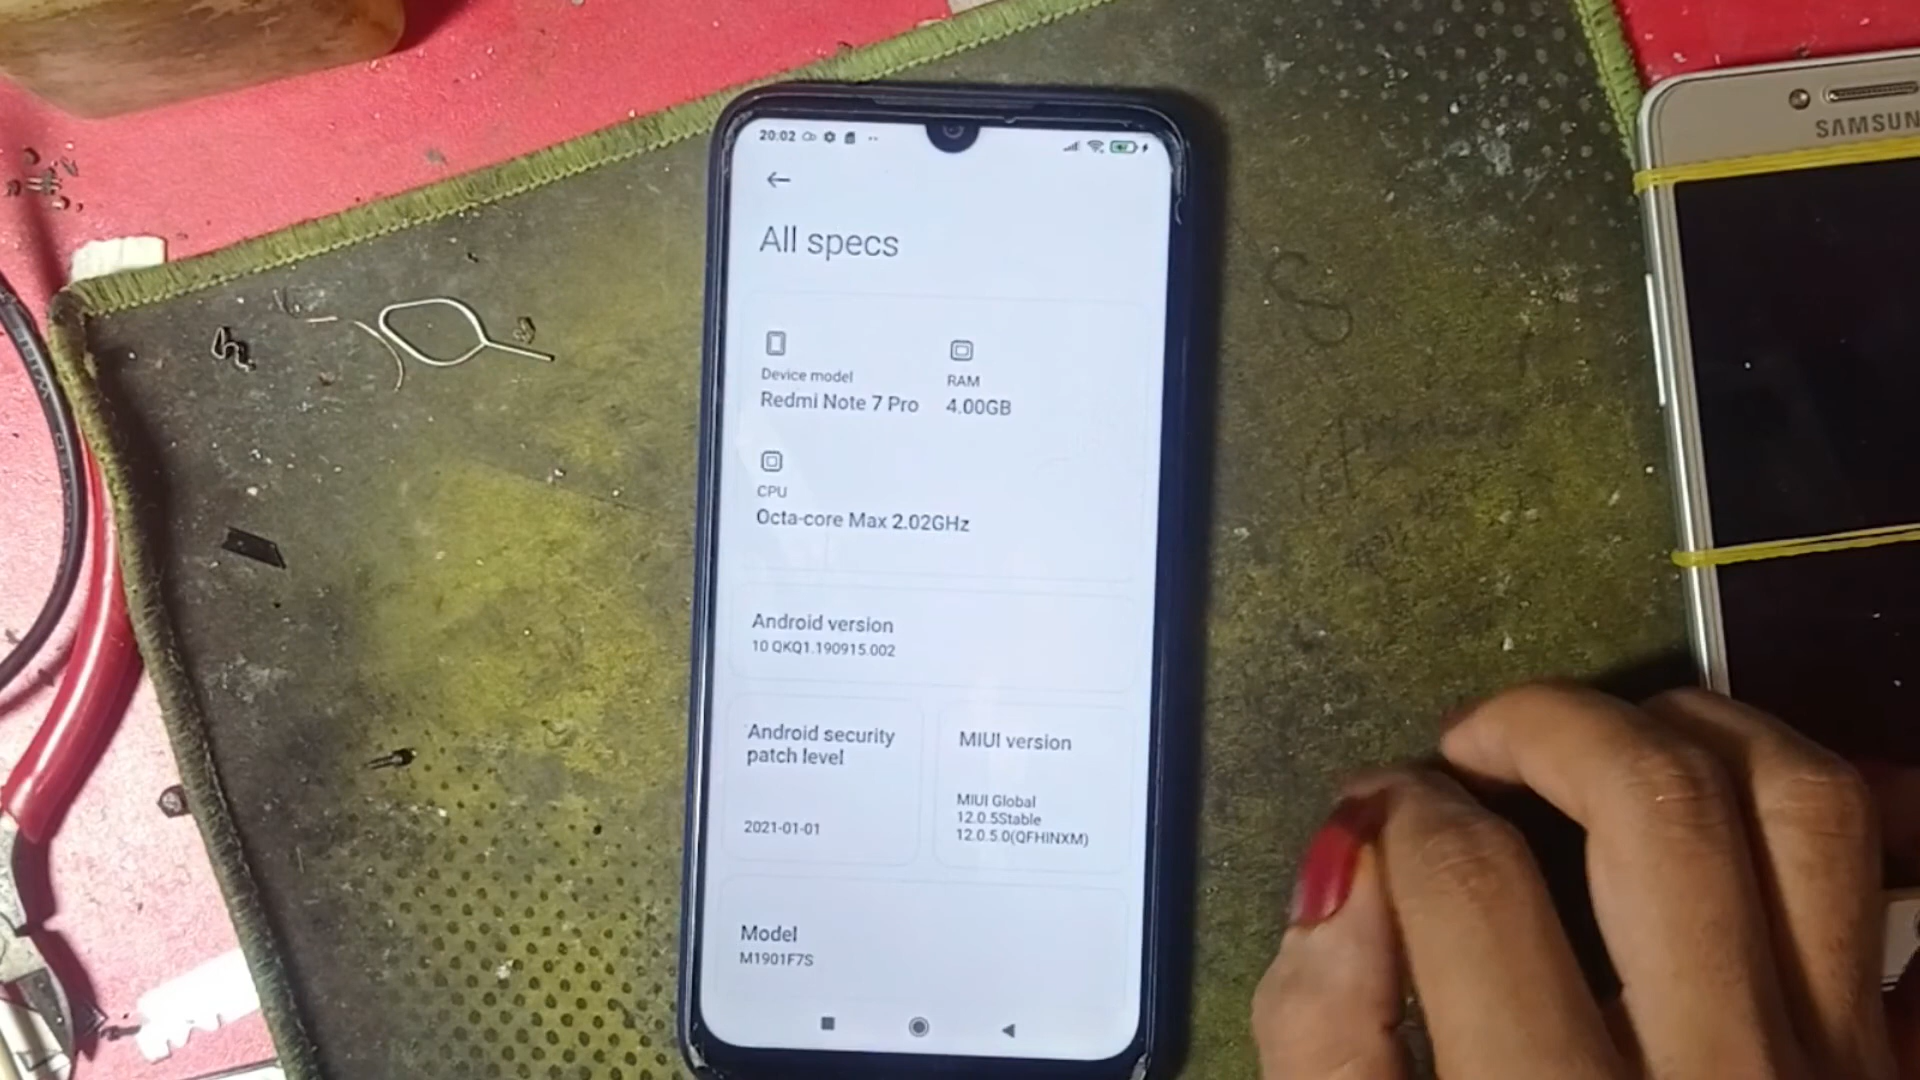 20:02
All specs
Device model
Redmi Note 7 Pro
RAM
4.00GB
CPU
Octa-core Max 2.02GHz
Android version
10 QKQ1.190915.002
Android security
patch level
2021-01-01
MIUI version
MIUI Global
12.0.5Stable
12.0.5.0(QFHINXM)
Model
M1901F7S
SAMSUN